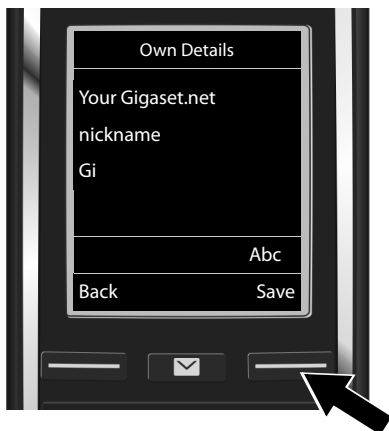 Own Details
Your Gigaset.net
nickname
Gi
Abc
Back Save